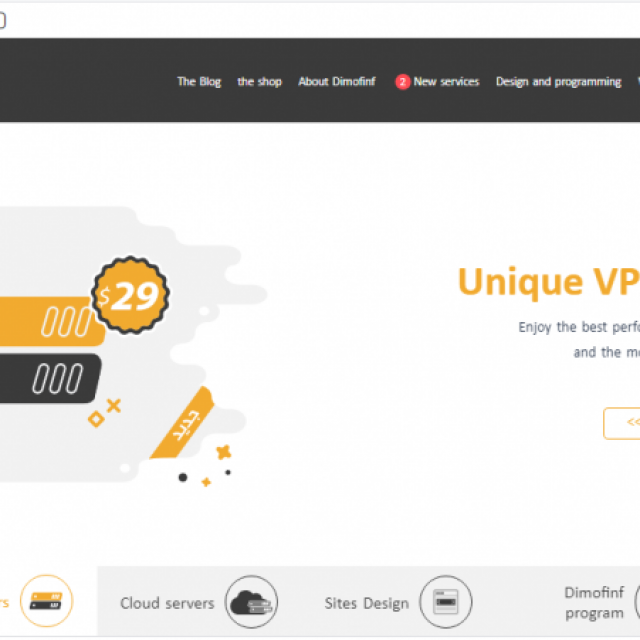 The Blog the shop About Dimofinf 2 New services Design and programming
$29
Unique VP
Enjoy the best perfo
and the mo
<<
جديد
rs Cloud servers Sites Design Dimofinf
program